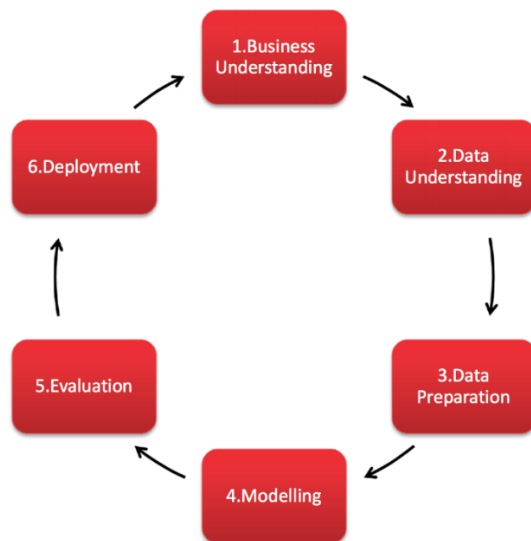 1.Business
Understanding
2.Data
Understanding
3.Data
Preparation
4.Modelling
5.Evaluation
6.Deployment